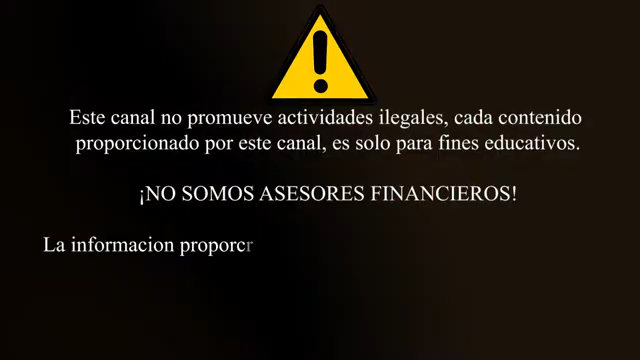 Este canal no promueve actividades ilegales, cada contenido
proporcionado por este canal, es solo para fines educativos.
¡NO SOMOS ASESORES FINANCIEROS!
La informacion